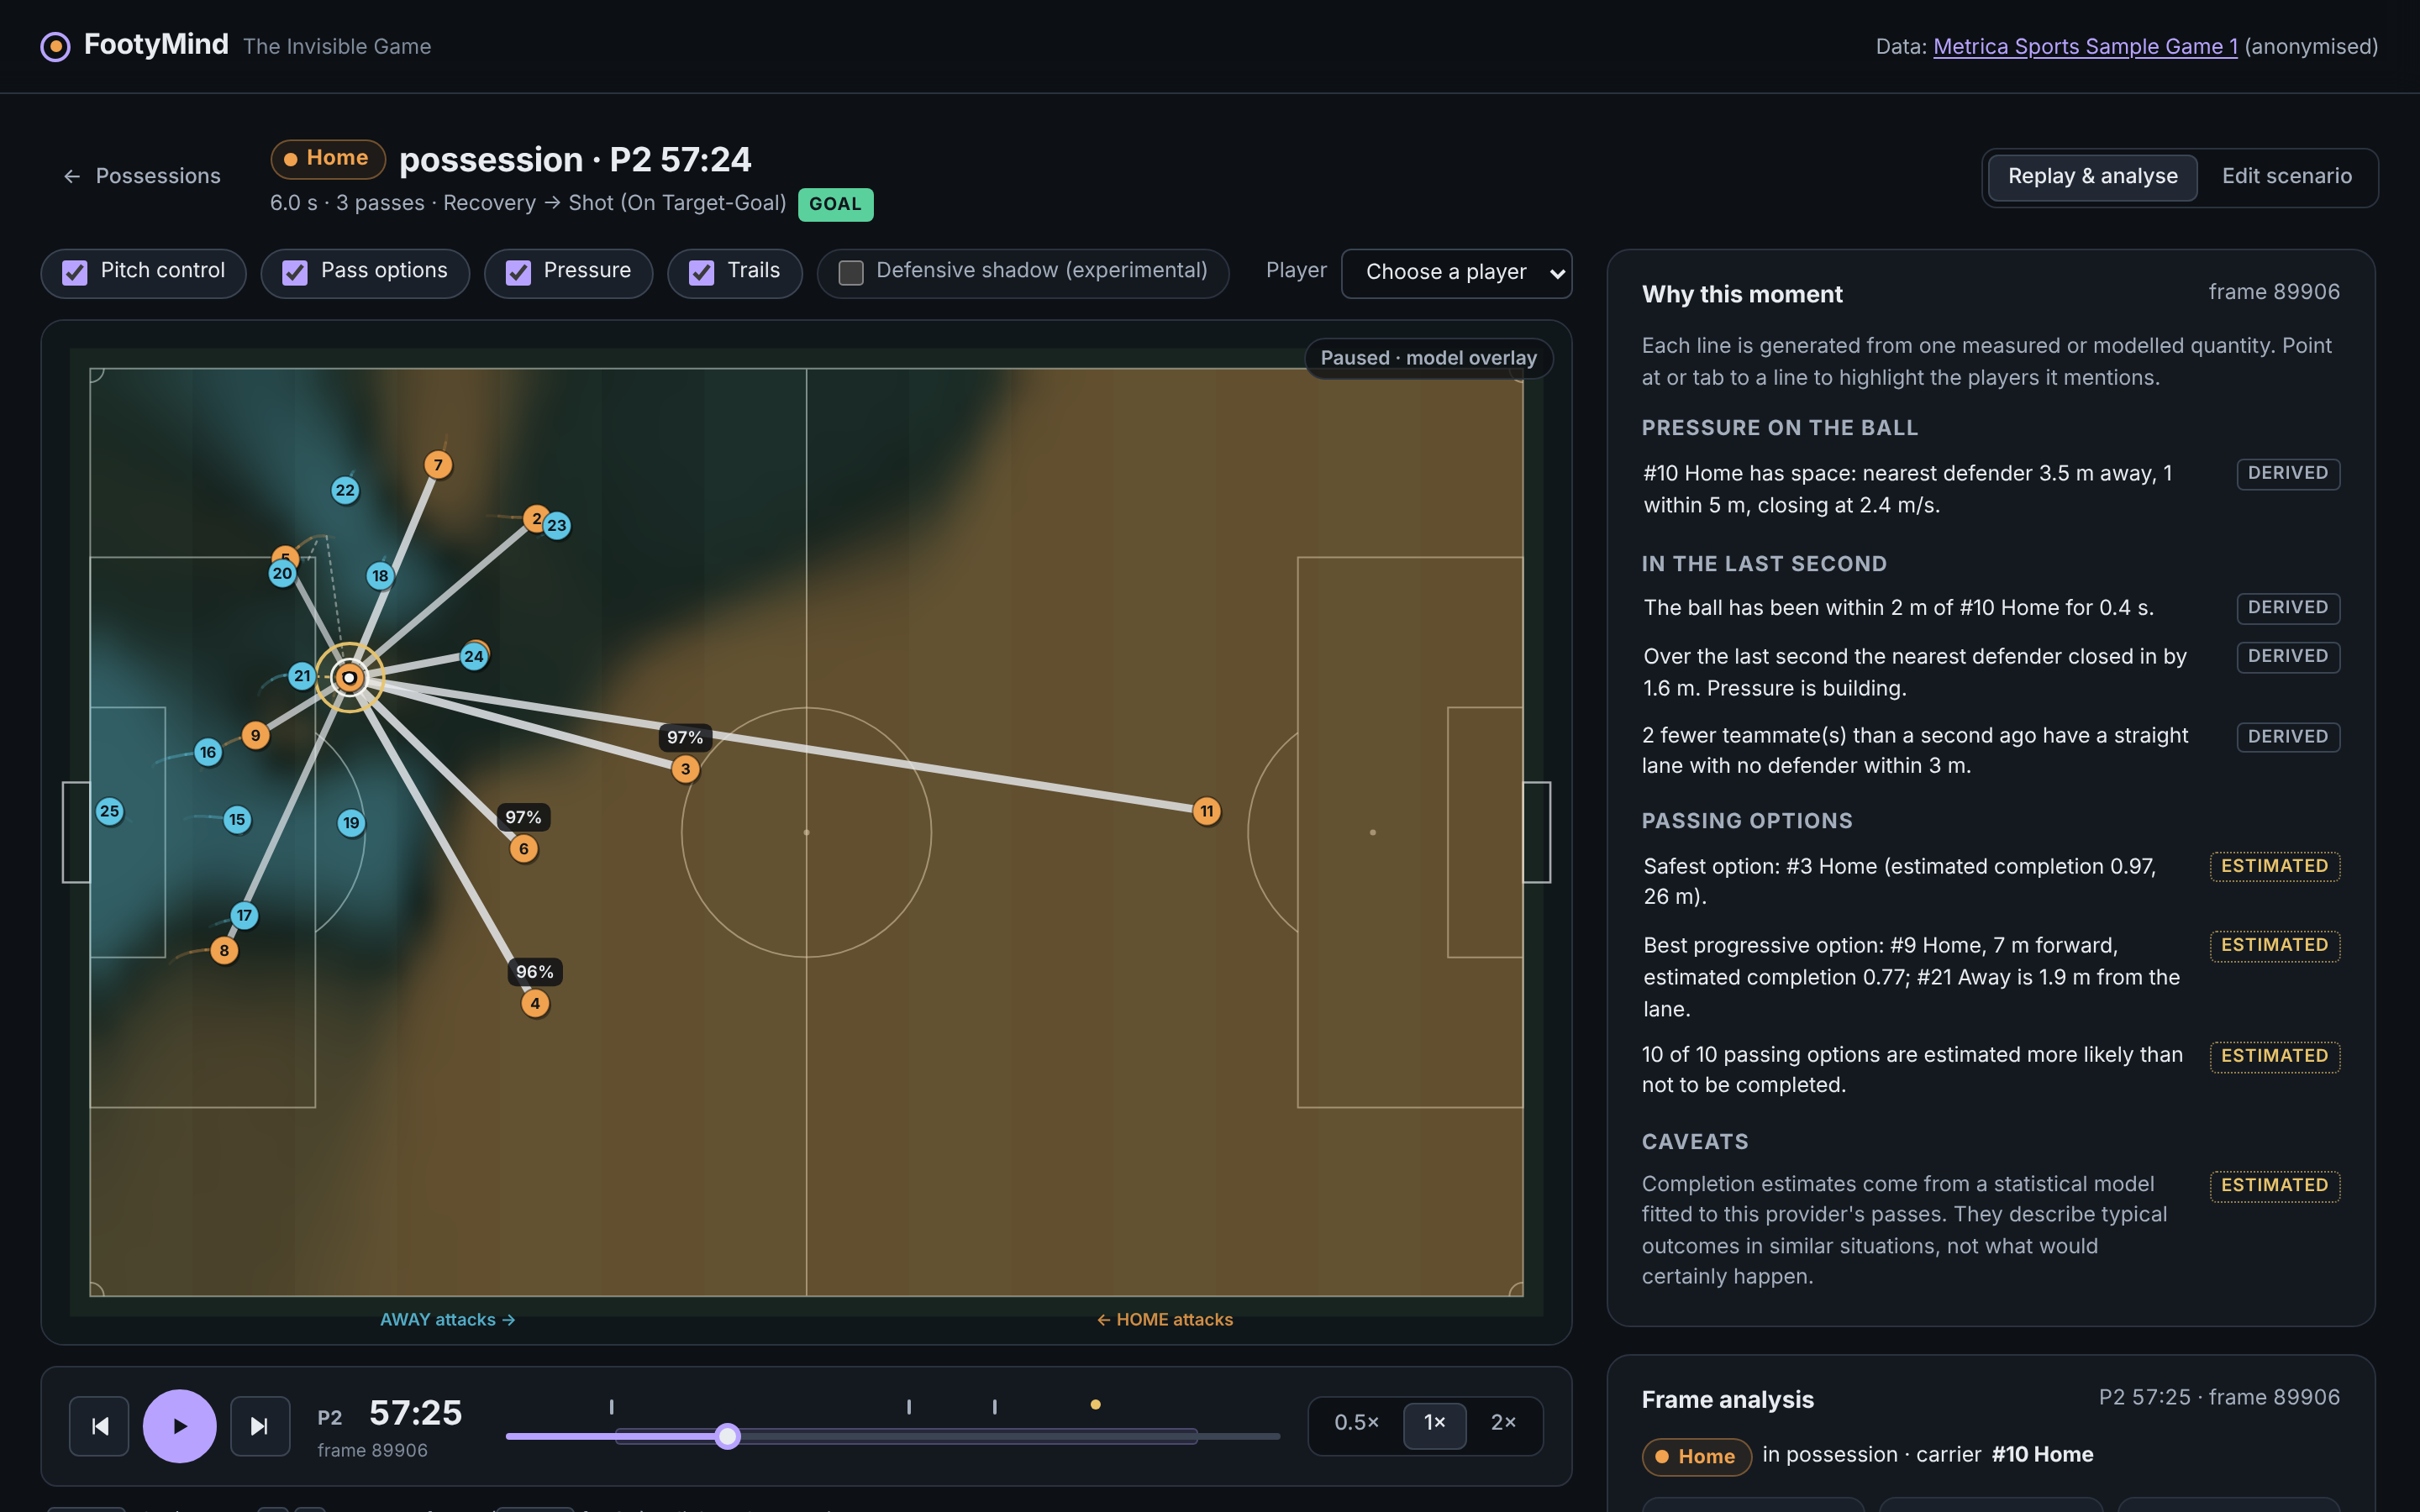 FootyMind The Invisible Game
Data: Metrica Sports Sample Game 1 (anonymised)
← Possessions
Home possession · P2 57:24
6.0 s · 3 passes · Recovery → Shot (On Target-Goal) GOAL
Replay & analyse Edit scenario
Pitch control Pass options Pressure Trails Defensive shadow (experimental) Player Choose a player
Paused · model overlay
7
22
2 23
5
20 18
24
21
97%
9
16
3
11
25
15
19
97%
6
17
8
96%
4
AWAY attacks →
← HOME attacks
P2 57:25
frame 89906
0.5× 1× 2×
Why this moment frame 89906
Each line is generated from one measured or modelled quantity. Point
at or tab to a line to highlight the players it mentions.
PRESSURE ON THE BALL
#10 Home has space: nearest defender 3.5 m away, 1 DERIVED
within 5 m, closing at 2.4 m/s.
IN THE LAST SECOND
The ball has been within 2 m of #10 Home for 0.4 s. DERIVED
Over the last second the nearest defender closed in by DERIVED
1.6 m. Pressure is building.
2 fewer teammate(s) than a second ago have a straight DERIVED
lane with no defender within 3 m.
PASSING OPTIONS
Safest option: #3 Home (estimated completion 0.97, ESTIMATED
26 m).
Best progressive option: #9 Home, 7 m forward, ESTIMATED
estimated completion 0.77; #21 Away is 1.9 m from the
lane.
10 of 10 passing options are estimated more likely than ESTIMATED
not to be completed.
CAVEATS
Completion estimates come from a statistical model ESTIMATED
fitted to this provider's passes. They describe typical
outcomes in similar situations, not what would
certainly happen.
Frame analysis P2 57:25 · frame 89906
Home in possession · carrier #10 Home